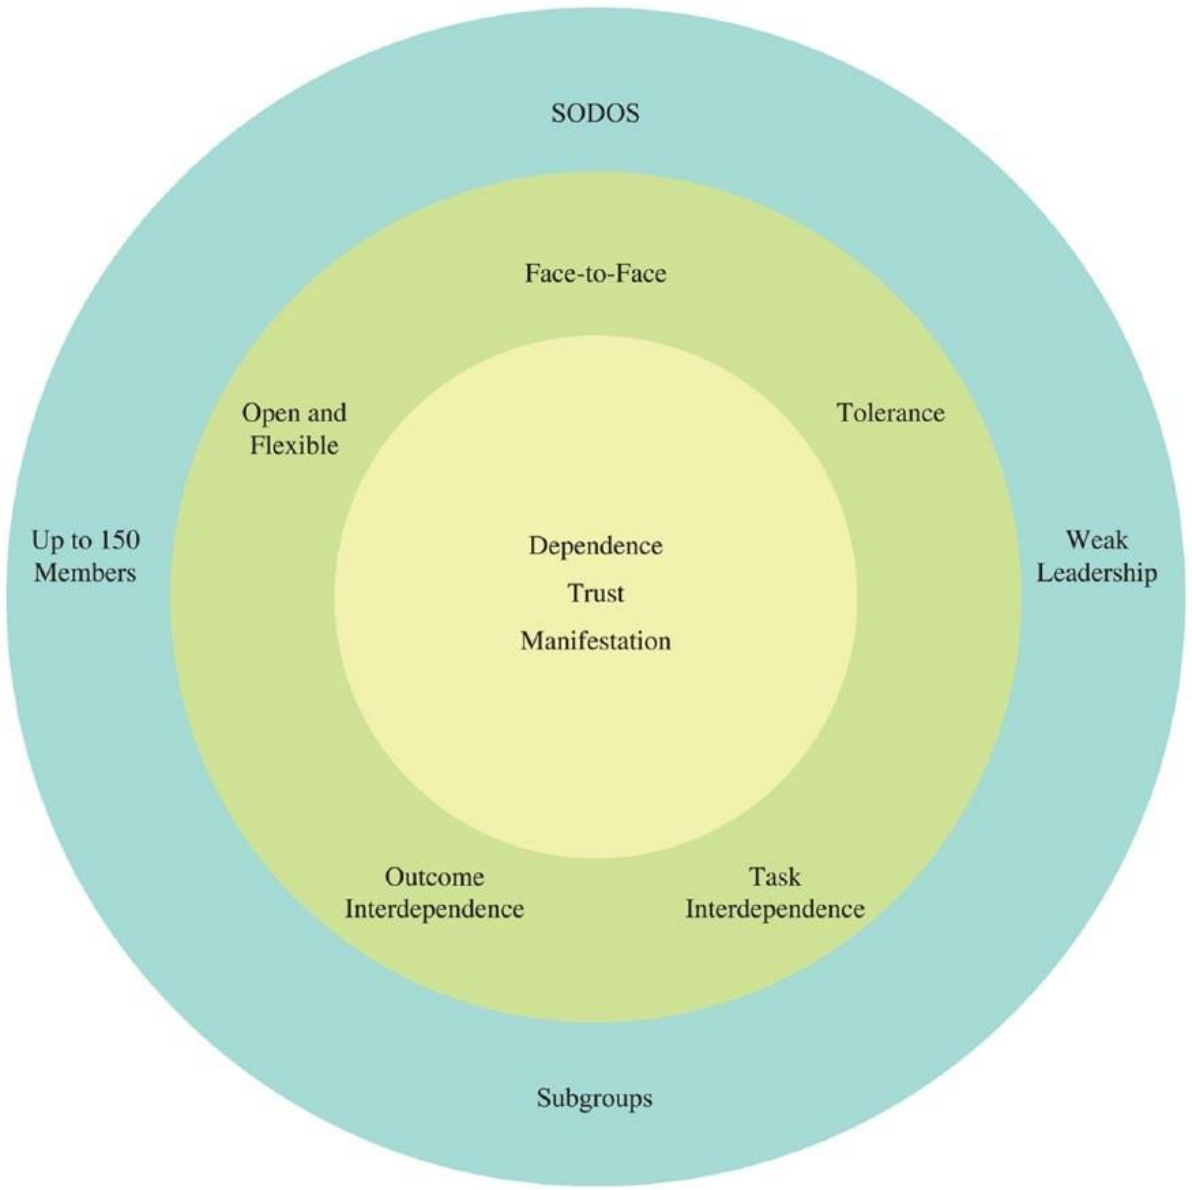 SODOS
Face-to-Face
Open and
Flexible
Tolerance
Up to 150
Members
Weak
Leadership
Dependence
Trust
Manifestation
Outcome
Interdependence
Task
Interdependence
Subgroups